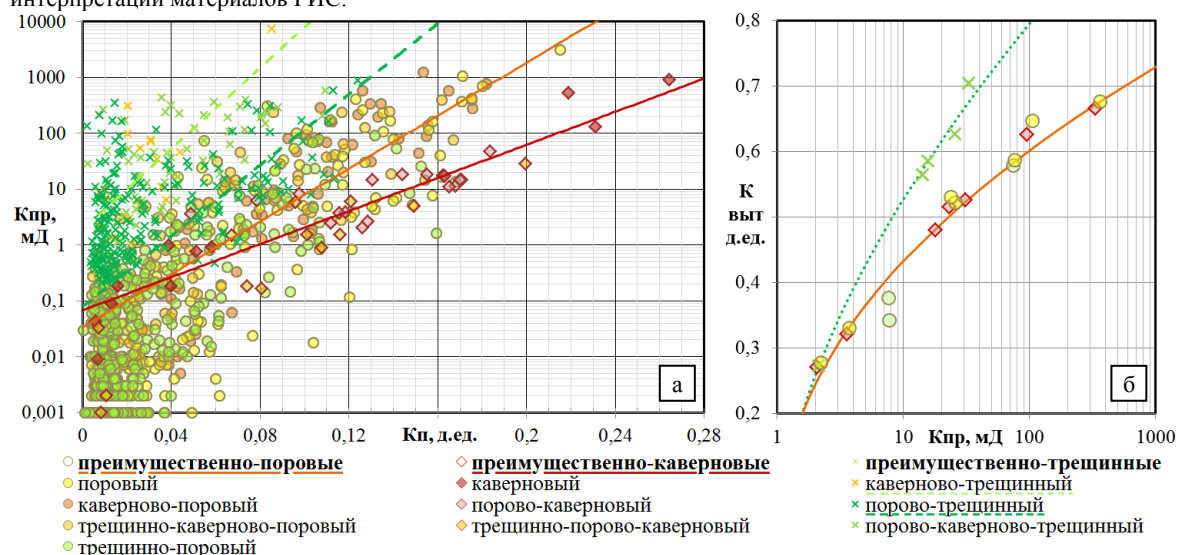 интерпретации материалов ГИС.
10000
1000
100
10
1
0,1
0,01
0,001
Кпр,
мД
0
0,04
0,08
0,12
Кп, д.ед.
0,2
0,24
0,28
а
0,8
0,7
0,6
0,5
0,4
0,3
0,2
К
выт
д.ед.
1
10
Кпр, мД
100
1000
б
преимущественно-поровые
поровый
каверново-поровый
трещинно-каверново-поровый
трещинно-поровый
преимущественно-каверновые
каверновый
порово-каверновый
трещинно-порово-каверновый
преимущественно-трещинные
каверново-трещинный
порово-трещинный
порово-каверново-трещинный